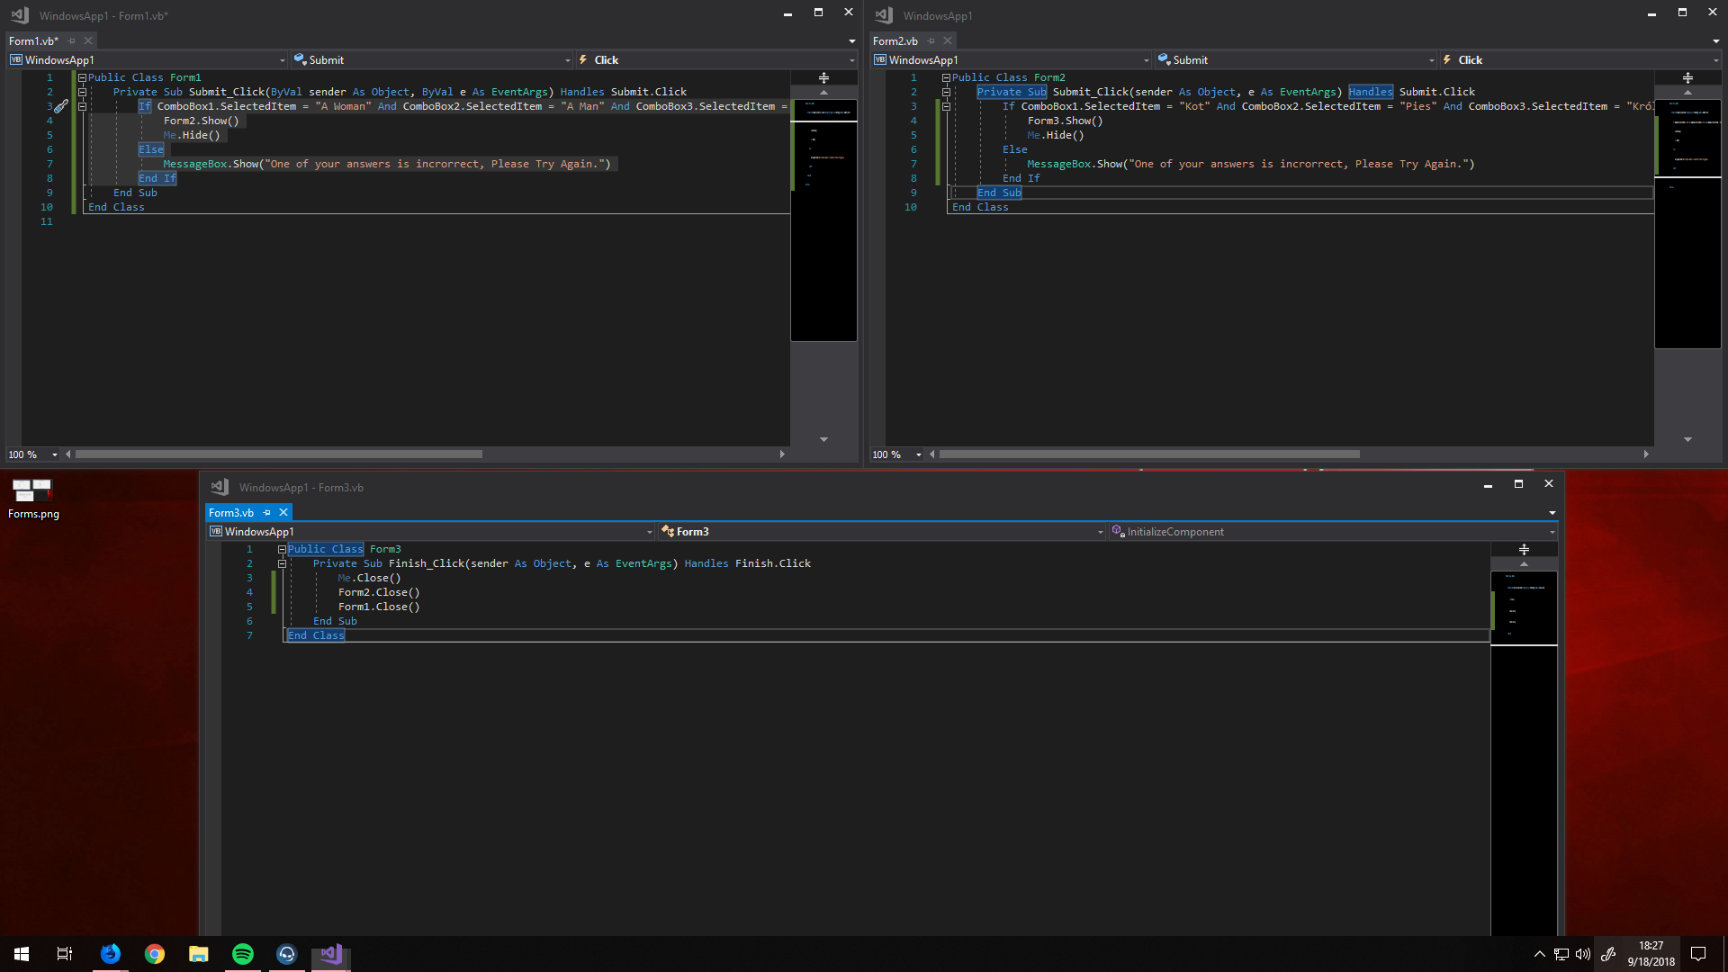 WindowsApp1 - Form1.vb*
Form1.vb*
WindowsApp1 Submit Click
1 Public Class Form1
2 Private Sub Submit_Click(ByVal sender As Object, ByVal e As EventArgs) Handles Submit.Click
3 If ComboBox1.SelectedItem = "A Woman" And ComboBox2.SelectedItem = "A Man" And ComboBox3.SelectedItem =
4 Form2.Show()
5 Me.Hide()
6 Else
7 MessageBox.Show("One of your answers is incrorrect, Please Try Again.")
8 End If
9 End Sub
10 End Class
11
100 %
WindowsApp1
Form2.vb
WindowsApp1 Submit Click
1 Public Class Form2
2 Private Sub Submit_Click(sender As Object, e As EventArgs) Handles Submit.Click
3 If ComboBox1.SelectedItem = "Kot" And ComboBox2.SelectedItem = "Pies" And ComboBox3.SelectedItem = "Kró
4 Form3.Show()
5 Me.Hide()
6 Else
7 MessageBox.Show("One of your answers is incrorrect, Please Try Again.")
8 End If
9 End Sub
10 End Class
100 %
Forms.png
WindowsApp1 - Form3.vb
Form3.vb
WindowsApp1 Form3 InitializeComponent
1 Public Class Form3
2 Private Sub Finish_Click(sender As Object, e As EventArgs) Handles Finish.Click
3 Me.Close()
4 Form2.Close()
5 Form1.Close()
6 End Sub
7 End Class
18:27
9/18/2018